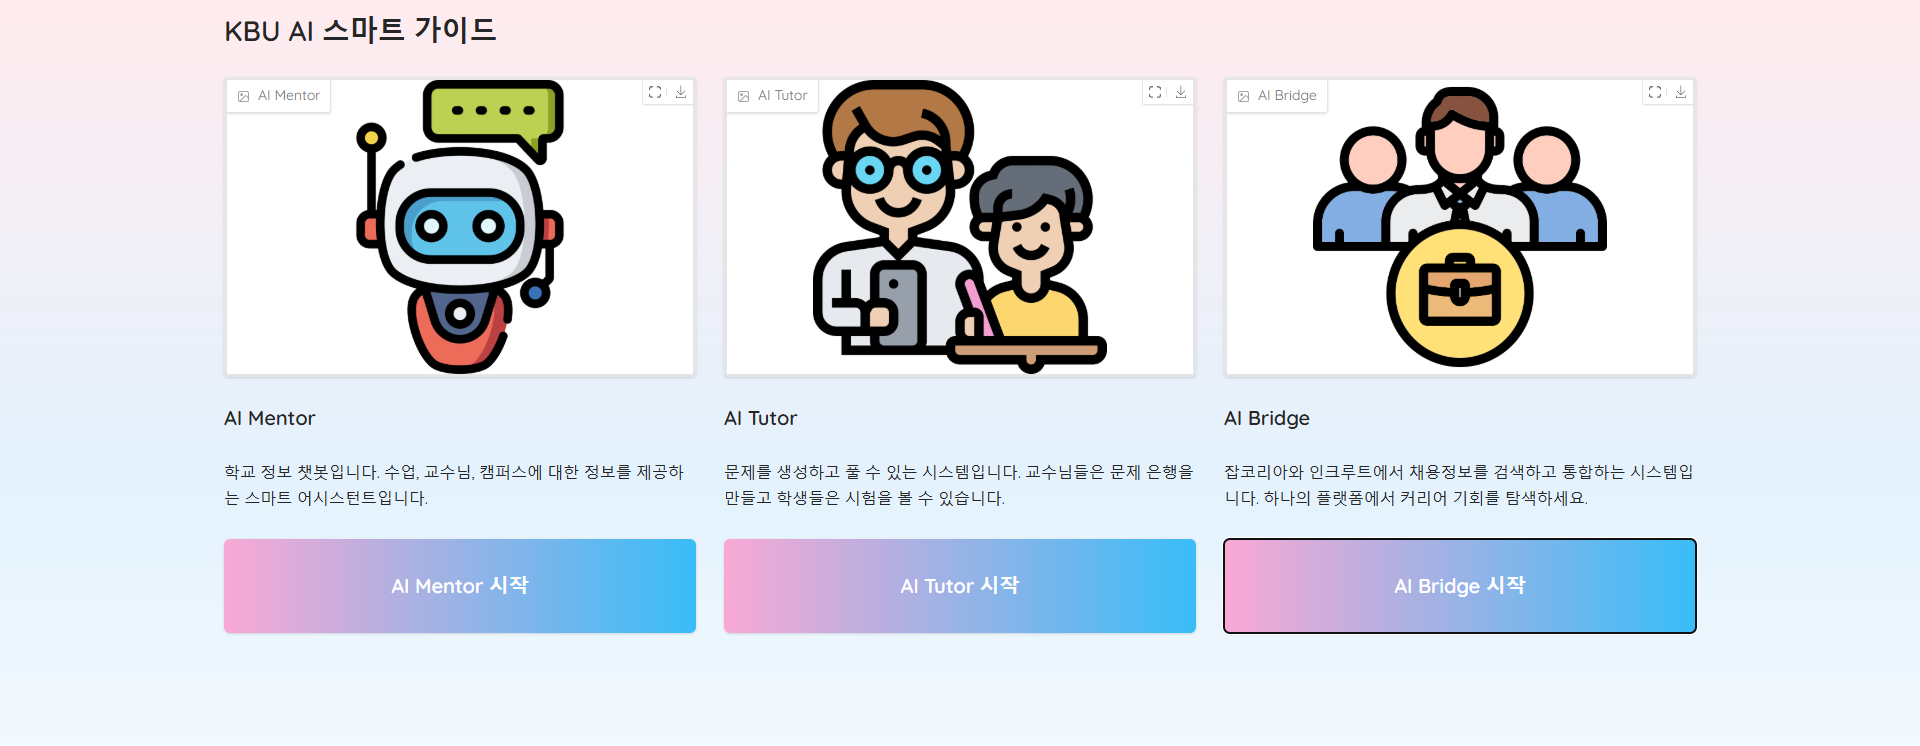 KBU AI 스마트 가이드
AI Mentor
AI Tutor
AI Bridge
AI Mentor
학교 정보 챗봇입니다. 수업, 교수님, 캠퍼스에 대한 정보를 제공하
는 스마트 어시스턴트입니다.
AI Mentor 시작
AI Tutor
문제를 생성하고 풀 수 있는 시스템입니다. 교수님들은 문제 은행을
만들고 학생들은 시험을 볼 수 있습니다.
AI Tutor 시작
AI Bridge
잡코리아와 인크루트에서 채용정보를 검색하고 통합하는 시스템입
니다. 하나의 플랫폼에서 커리어 기회를 탐색하세요.
AI Bridge 시작